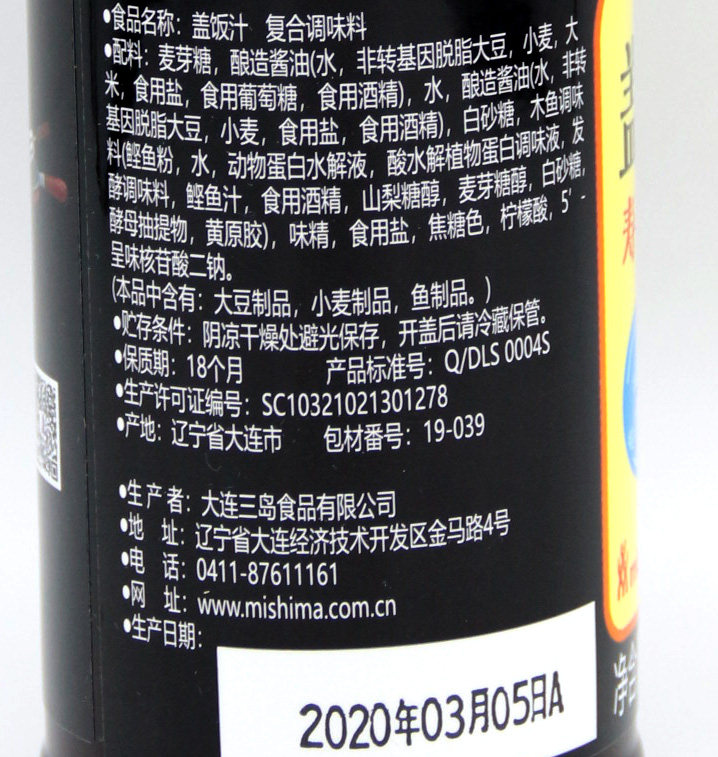 •食品名称：盖饭汁 复合调味料
•配料：麦芽糖，酿造酱油(水，非转基因脱脂大豆，小麦，大
米，食用盐，食用葡萄糖，食用酒精)，水，酿造酱油(水，非转
基因脱脂大豆，小麦，食用盐，食用酒精)，白砂糖，木鱼调味
料(鲣鱼粉，水，动物蛋白水解液，酸水解植物蛋白调味液，发
酵调味料，鲣鱼汁，食用酒精，山梨糖醇，麦芽糖醇，白砂糖，
酵母抽提物，黄原胶)，味精，食用盐，焦糖色，柠檬酸，5＇-
呈味核苷酸二钠。
(本品中含有：大豆制品，小麦制品，鱼制品。)
•贮存条件：阴凉干燥处避光保存，开盖后请冷藏保管。
•保质期：18个月 产品标准号：Q/DLS 0004S
•生产许可证编号：SC10321021301278
•产地：辽宁省大连市 包材番号：19-039
•生产者：大连三岛食品有限公司
•地 址：辽宁省大连经济技术开发区金马路4号
•电 话：0411-87611161
•网 址：www.mishima.com.cn
•生产日期：
2020年03月05日A
盖
净含